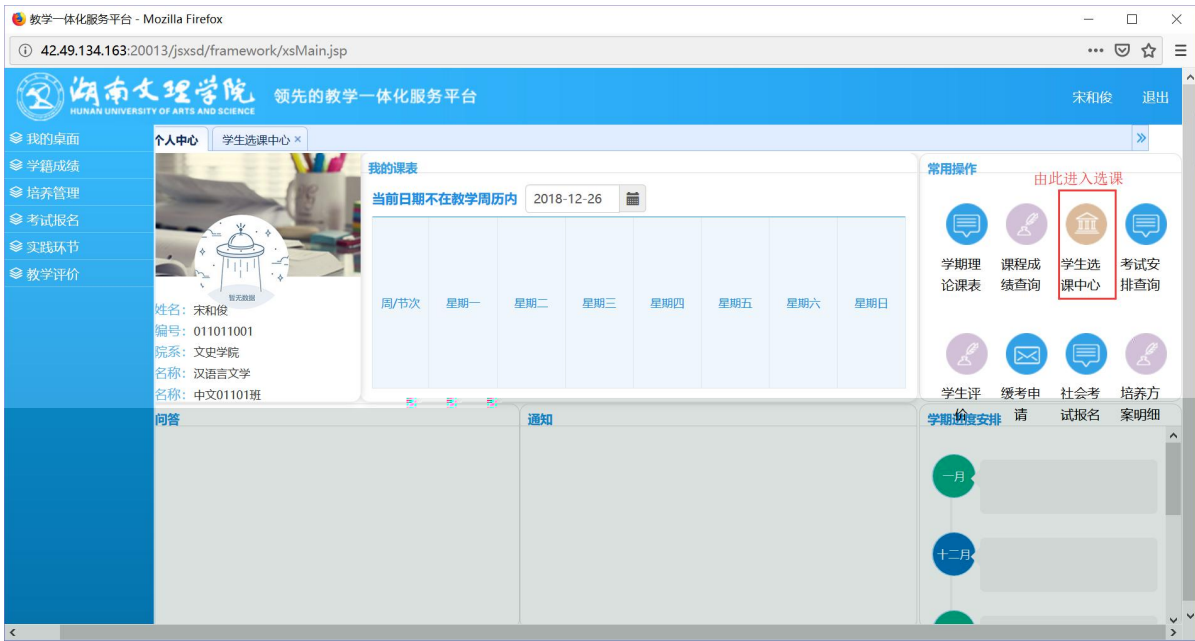 教学一体化服务平台 - Mozilla Firefox
42.49.134.163:20013/jsxsd/framework/xsMain.jsp
湖南文理学院
HUNAN UNIVERSITY OF ARTS AND SCIENCE
领先的教学一体化服务平台
宋和俊 退出
我的桌面
学籍成绩
培养管理
考试报名
实践环节
教学评价
个人中心 学生选课中心 ×
暂无数据
姓名：宋和俊
编号：011011001
院系：文史学院
名称：汉语言文学
名称：中文01101班
我的课表
当前日期不在教学周历内 2018-12-26
周/节次 星期一 星期二 星期三 星期四 星期五 星期六 星期日
常用操作
由此进入选课
学期理论课表
课程成绩查询
学生选课中心
考试安排查询
学生评价
缓考申请
社会考试报名
培养方案明细
问答
通知
学期进度安排
一月
十二月